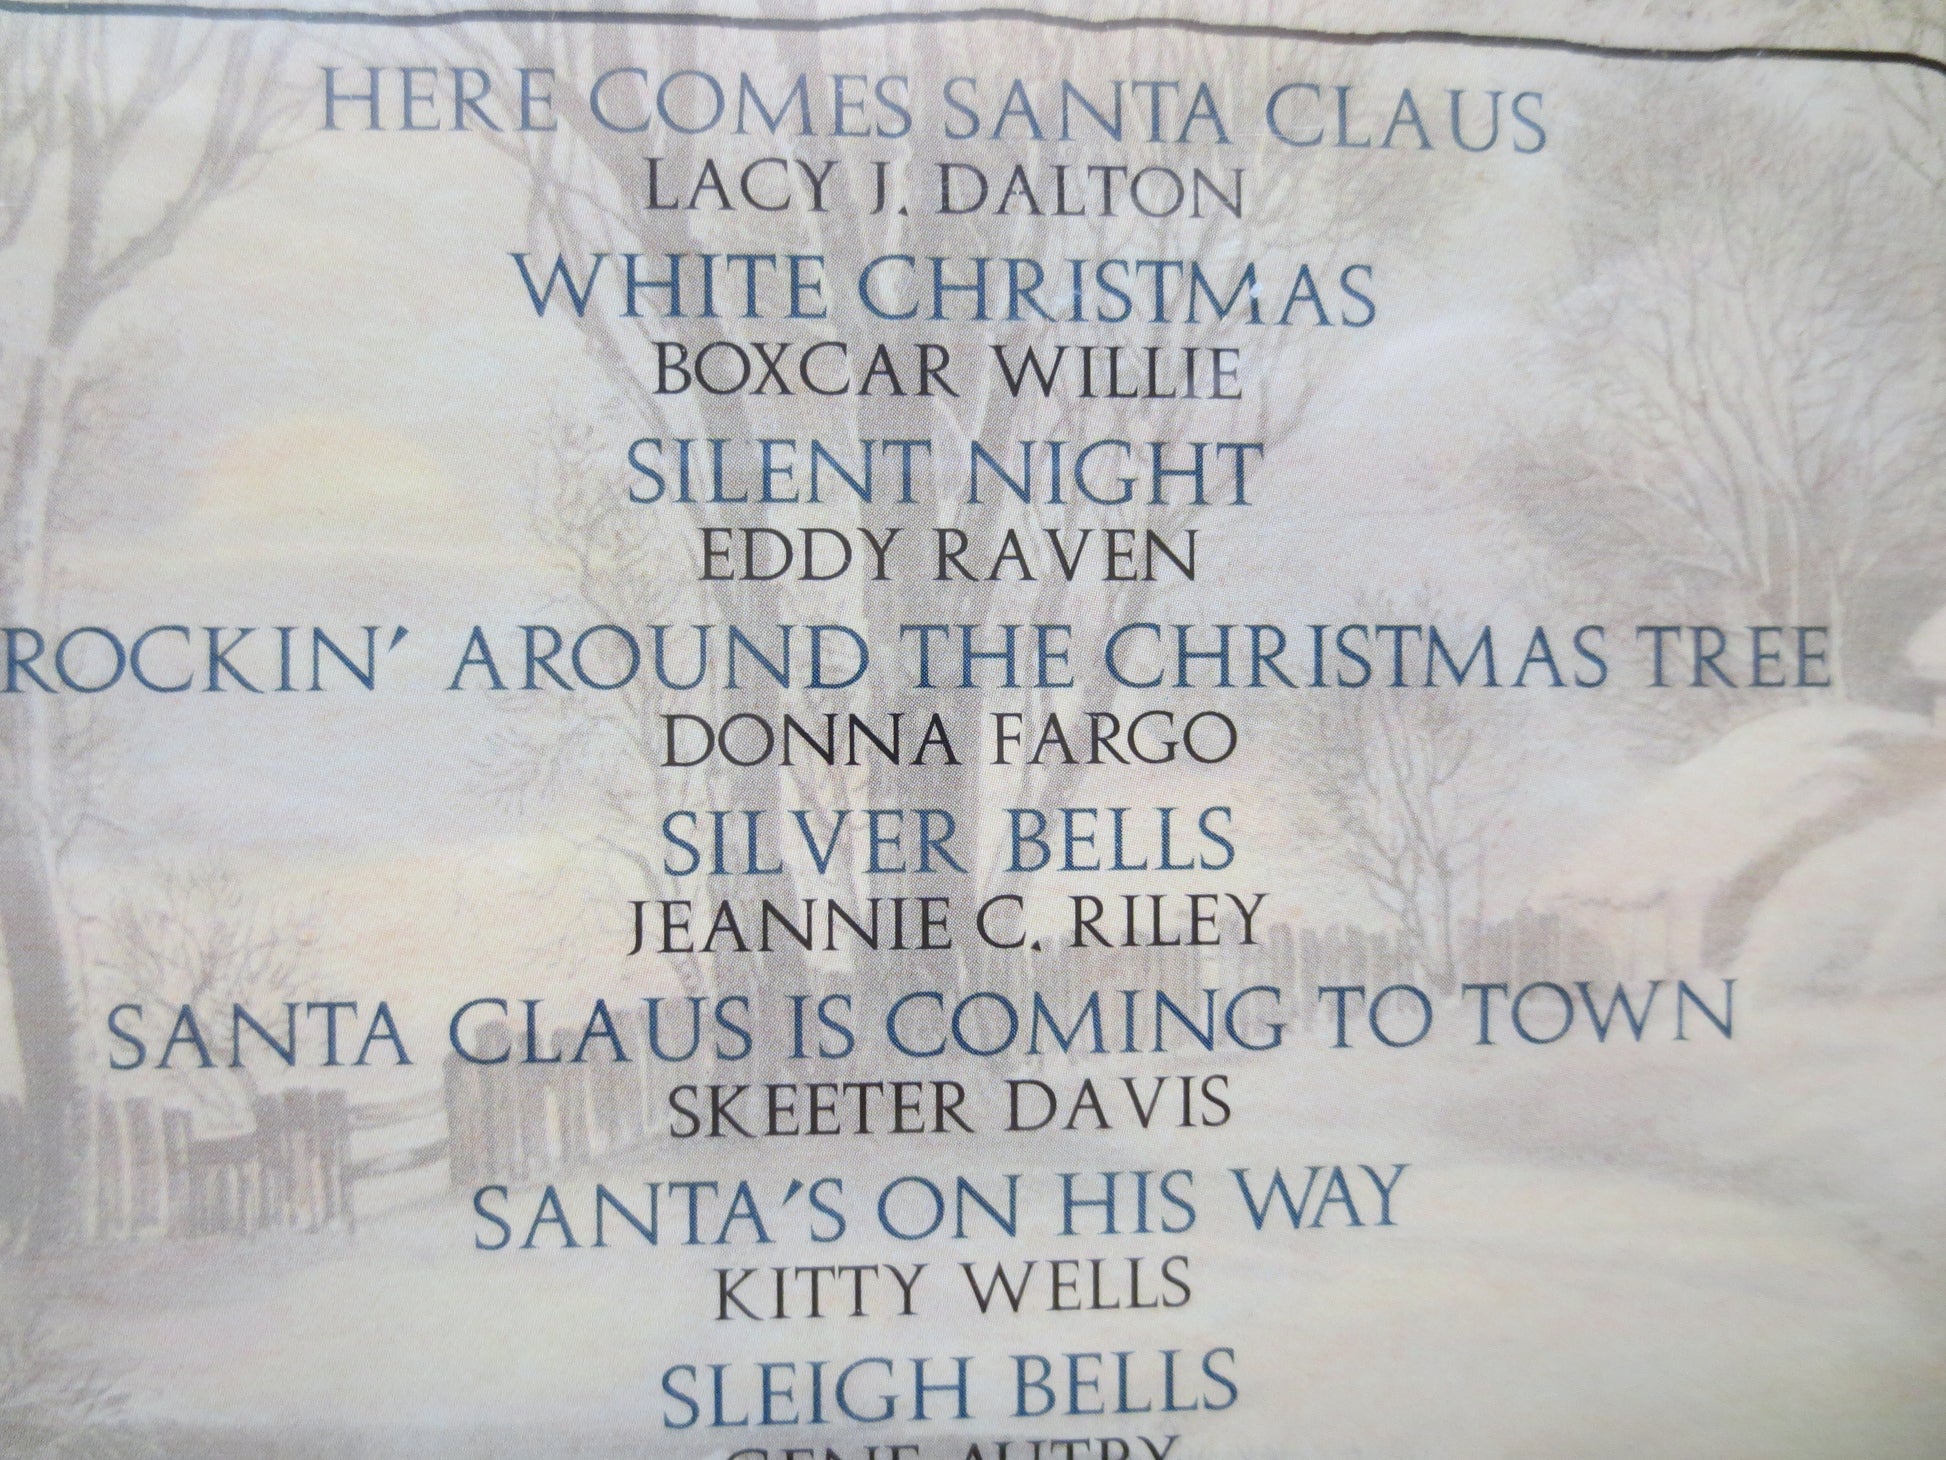 HERE COMES SANTA CLAUS
LACY J. DALTON
WHITE CHRISTMAS
BOXCAR WILLIE
SILENT NIGHT
EDDY RAVEN
ROCKIN' AROUND THE CHRISTMAS TREE
DONNA FARGO
SILVER BELLS
JEANNIE C. RILEY
SANTA CLAUS IS COMING TO TOWN
SKEETER DAVIS
SANTA'S ON HIS WAY
KITTY WELLS
SLEIGH BELLS
GENE AUTRY